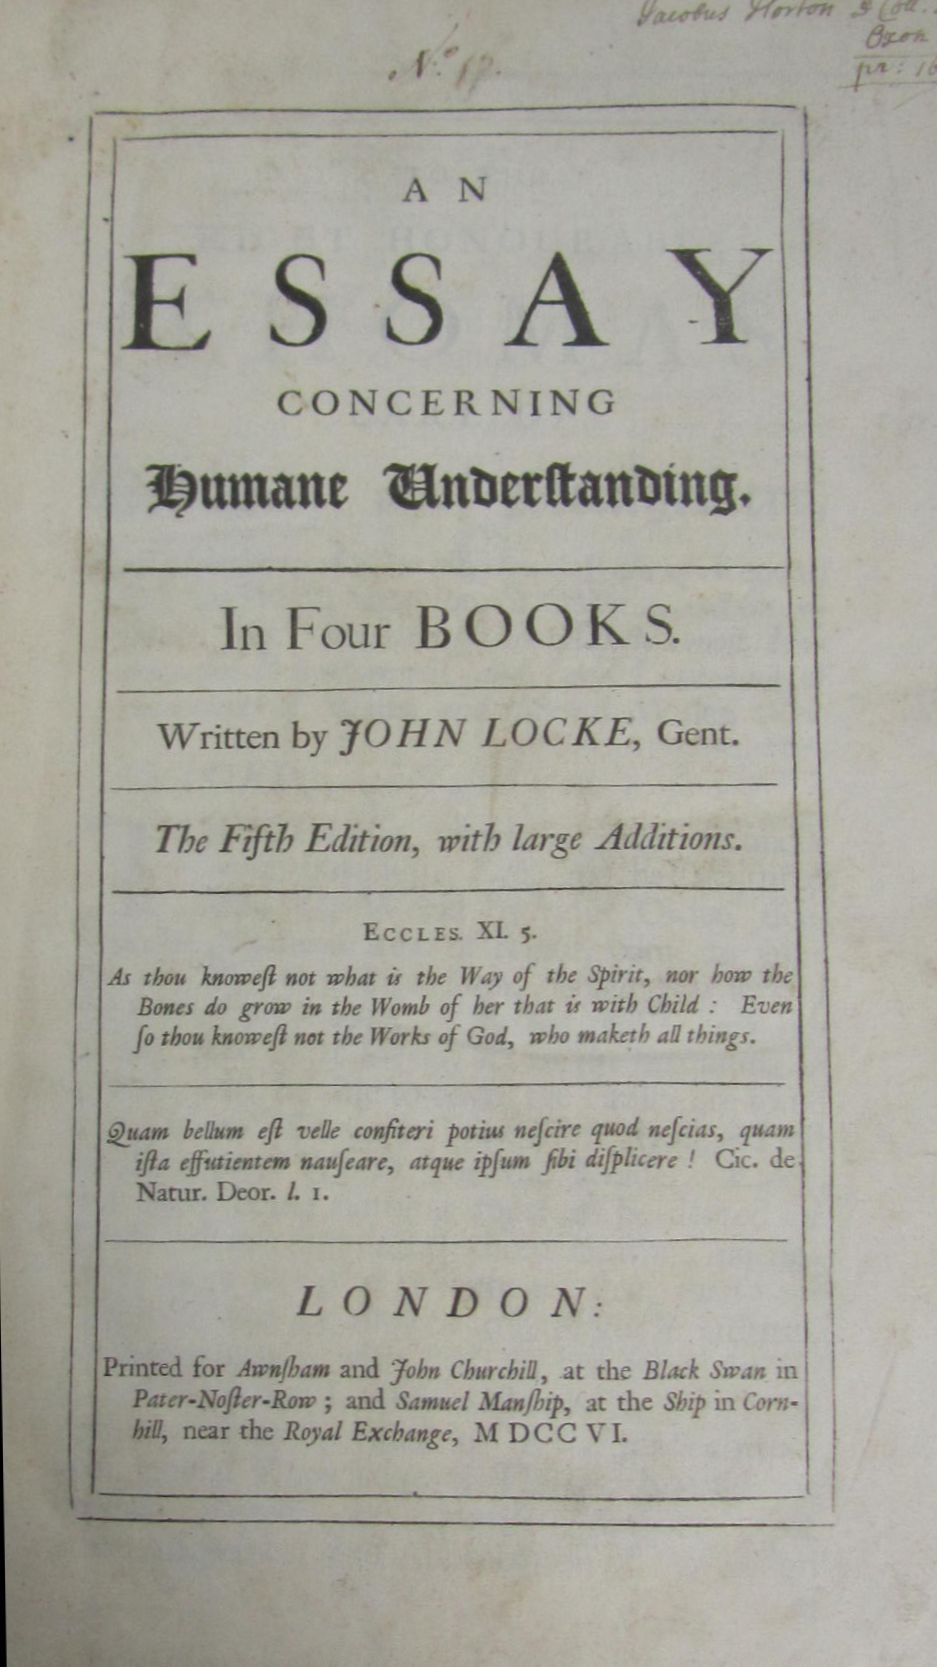 Jacobus Horton
Oxon
pr: 16
No. 17.
AN
ESSAY
CONCERNING
Humane Underſtanding.
In Four BOOKS.
Written by JOHN LOCKE, Gent.
The Fifth Edition, with large Additions.
ECCLES. XI. 5.
As thou knoweſt not what is the Way of the Spirit, nor how the
Bones do grow in the Womb of her that is with Child : Even
ſo thou knoweſt not the Works of God, who maketh all things.
Quam bellum eſt velle confiteri potius neſcire quod neſcias, quam
iſta effutientem nauſeare, atque ipſum ſibi diſplicere ! Cic. de
Natur. Deor. l. 1.
LONDON:
Printed for Awnſham and John Churchill, at the Black Swan in
Pater-Noſter-Row ; and Samuel Manſhip, at the Ship in Corn-
hill, near the Royal Exchange, MDCCVI.